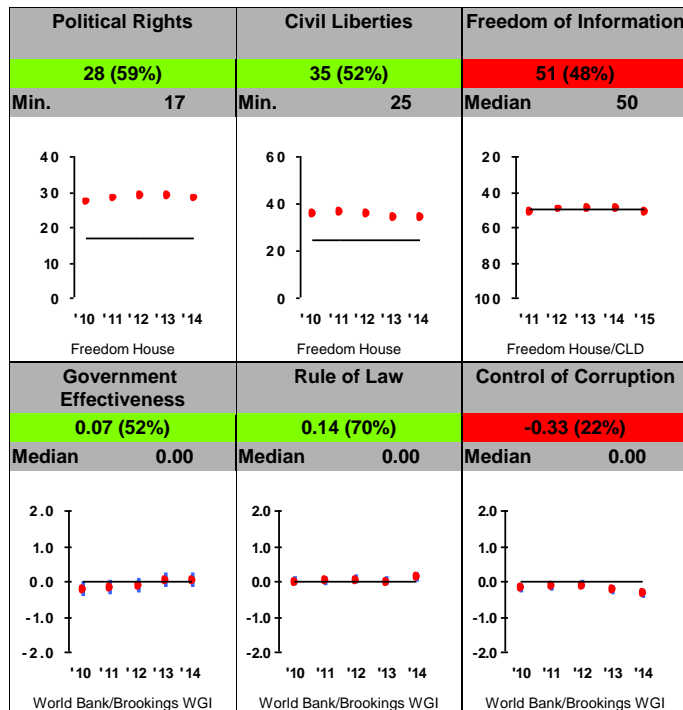 Political Rights
28 (59%)
Min. 17
40
30
20
10
0
'10 '11 '12 '13 '14
Freedom House
Civil Liberties
35 (52%)
Min. 25
60
40
20
0
'10 '11 '12 '13 '14
Freedom House
Freedom of Information
51 (48%)
Median 50
20
40
60
80
100
'11 '12 '13 '14 '15
Freedom House/CLD
Government
Effectiveness
0.07 (52%)
Median 0.00
2.0
1.0
0.0
-1.0
-2.0
'10 '11 '12 '13 '14
World Bank/Brookings WGI
Rule of Law
0.14 (70%)
Median 0.00
2.0
1.0
0.0
-1.0
-2.0
'10 '11 '12 '13 '14
World Bank/Brookings WGI
Control of Corruption
-0.33 (22%)
Median 0.00
2.0
1.0
0.0
-1.0
-2.0
'10 '11 '12 '13 '14
World Bank/Brookings WGI